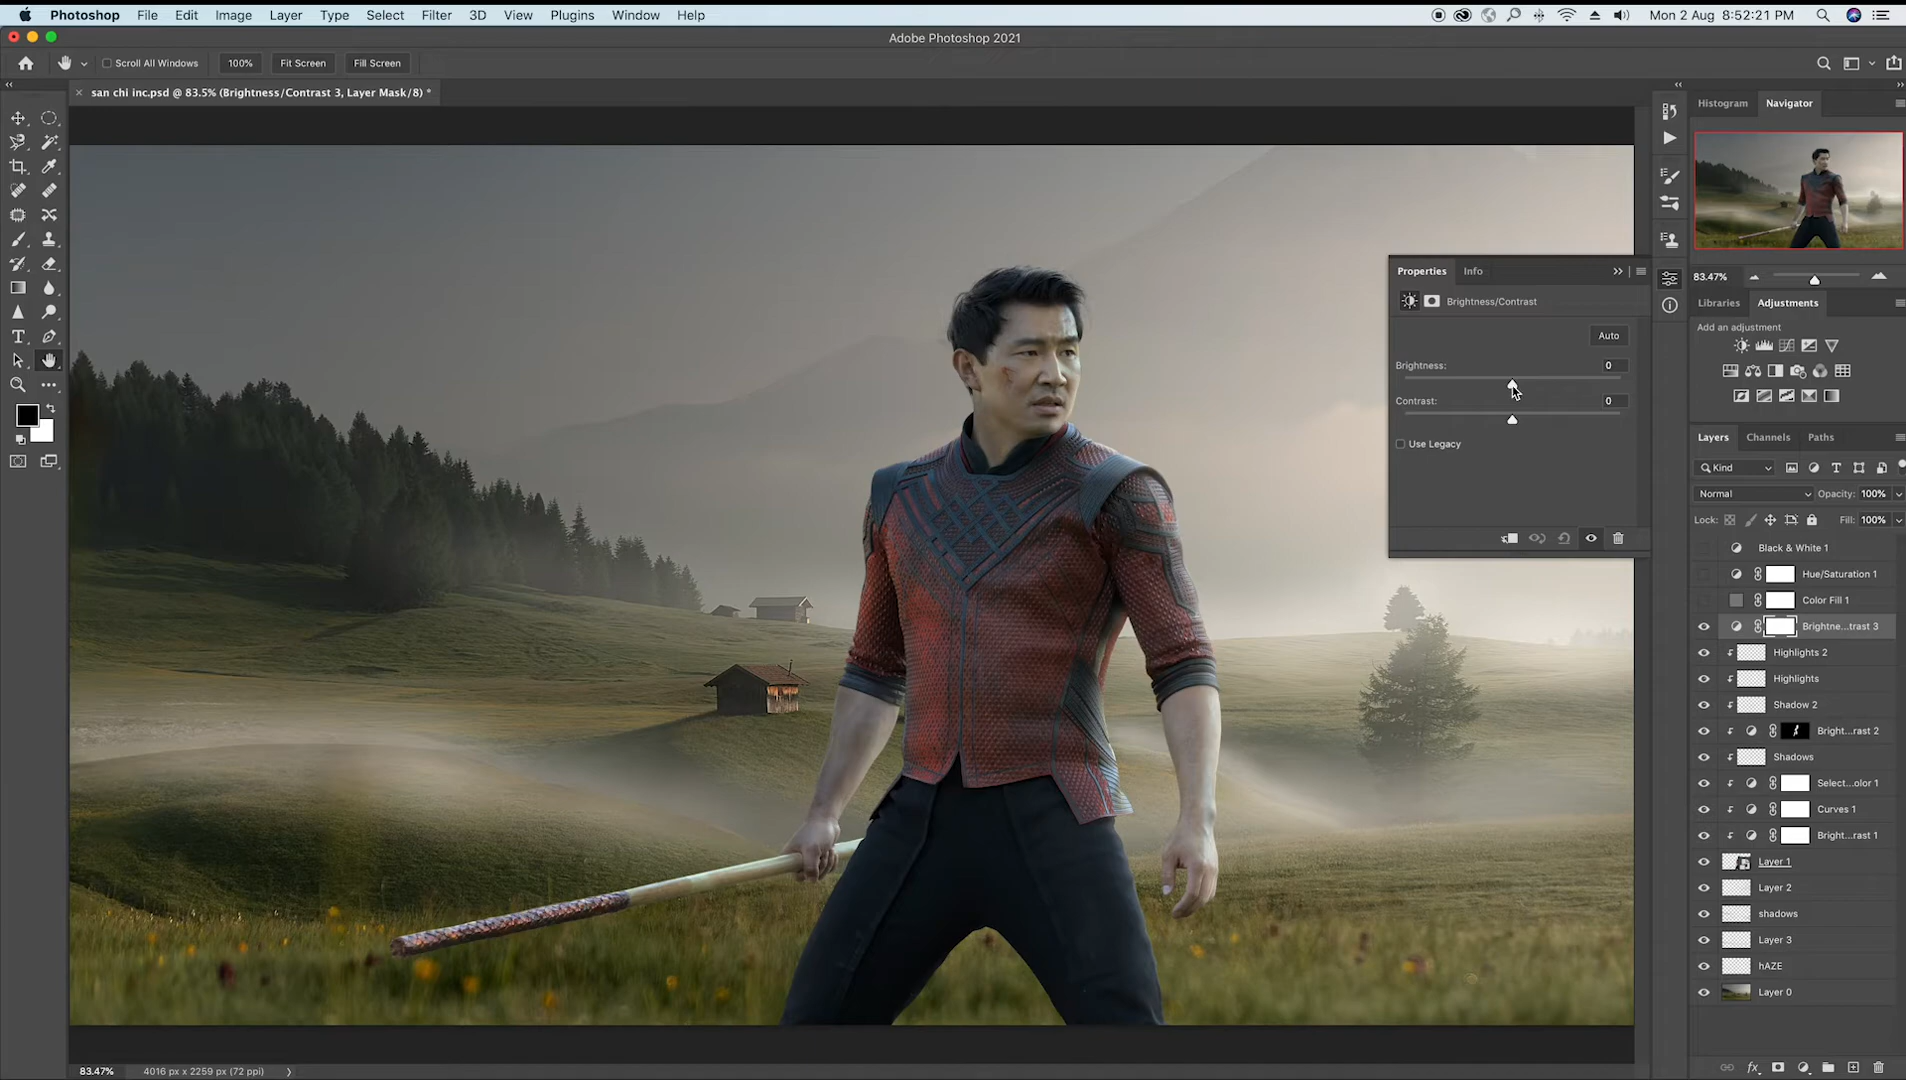 Photoshop File Edit Image Layer Type Select Filter 3D View Plugins Window Help Mon 2 Aug 8:52:21 PM
Adobe Photoshop 2021
Scroll All Windows 100% Fit Screen Fill Screen
san chi inc.psd @ 83.5% (Brightness/Contrast 3, Layer Mask/8) *
Histogram Navigator
83.47%
Libraries Adjustments
Add an adjustment
Properties Info
Brightness/Contrast
Auto
Brightness: 0
Contrast: 0
Use Legacy
Layers Channels Paths
Kind
Normal Opacity: 100%
Lock: Fill: 100%
Black & White 1
Hue/Saturation 1
Color Fill 1
Brightne...trast 3
Highlights 2
Highlights
Shadow 2
Bright...rast 2
Shadows
Select...olor 1
Curves 1
Bright...rast 1
Layer 1
Layer 2
shadows
Layer 3
hAZE
Layer 0
83.47% 4016 px x 2259 px (72 ppi)